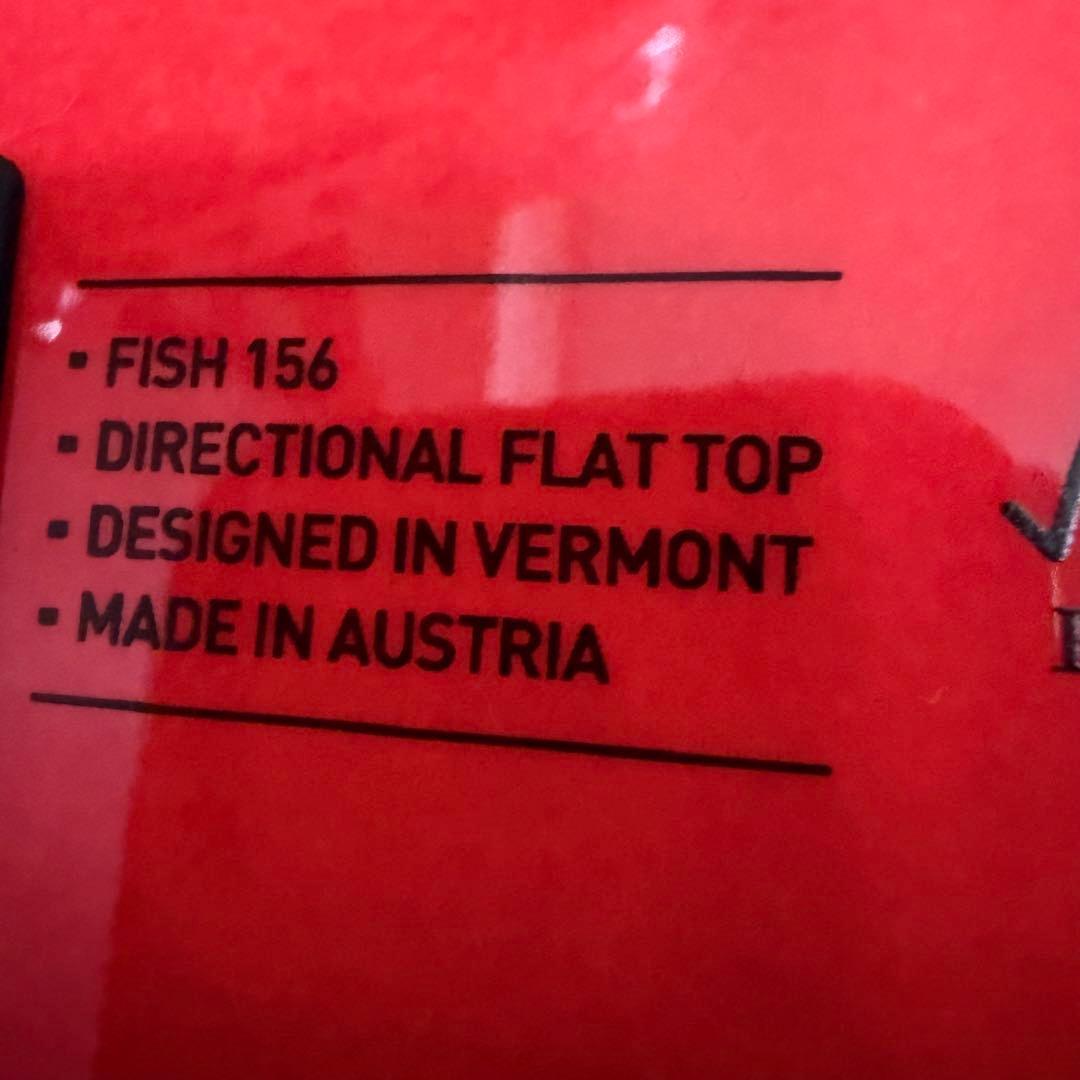 ▪ FISH 156
▪ DIRECTIONAL FLAT TOP
▪ DESIGNED IN VERMONT
▪ MADE IN AUSTRIA